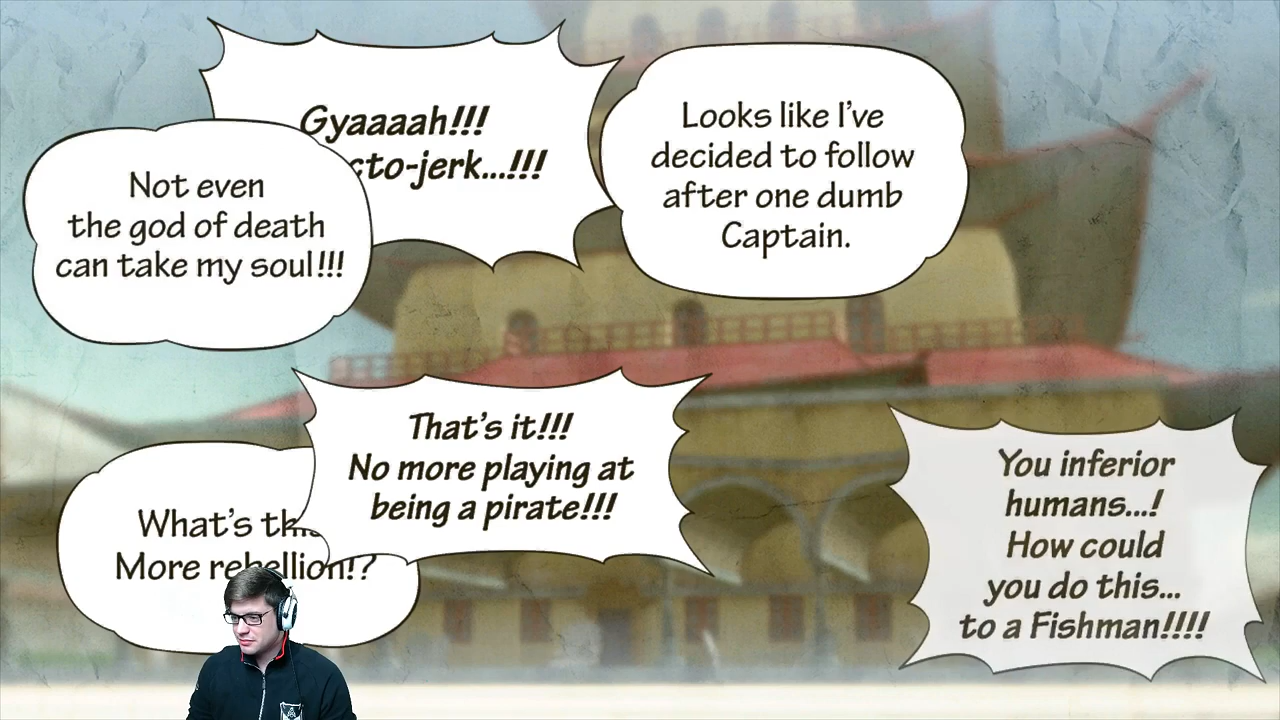 Gyaaaah!!!
cto-jerk...!!!
Looks like I've
decided to follow
after one dumb
Captain.
Not even
the god of death
can take my soul!!!
That's it!!!
No more playing at
being a pirate!!!
What's
More rebellion!?
You inferior
humans...!
How could
you do this...
to a Fishman!!!!